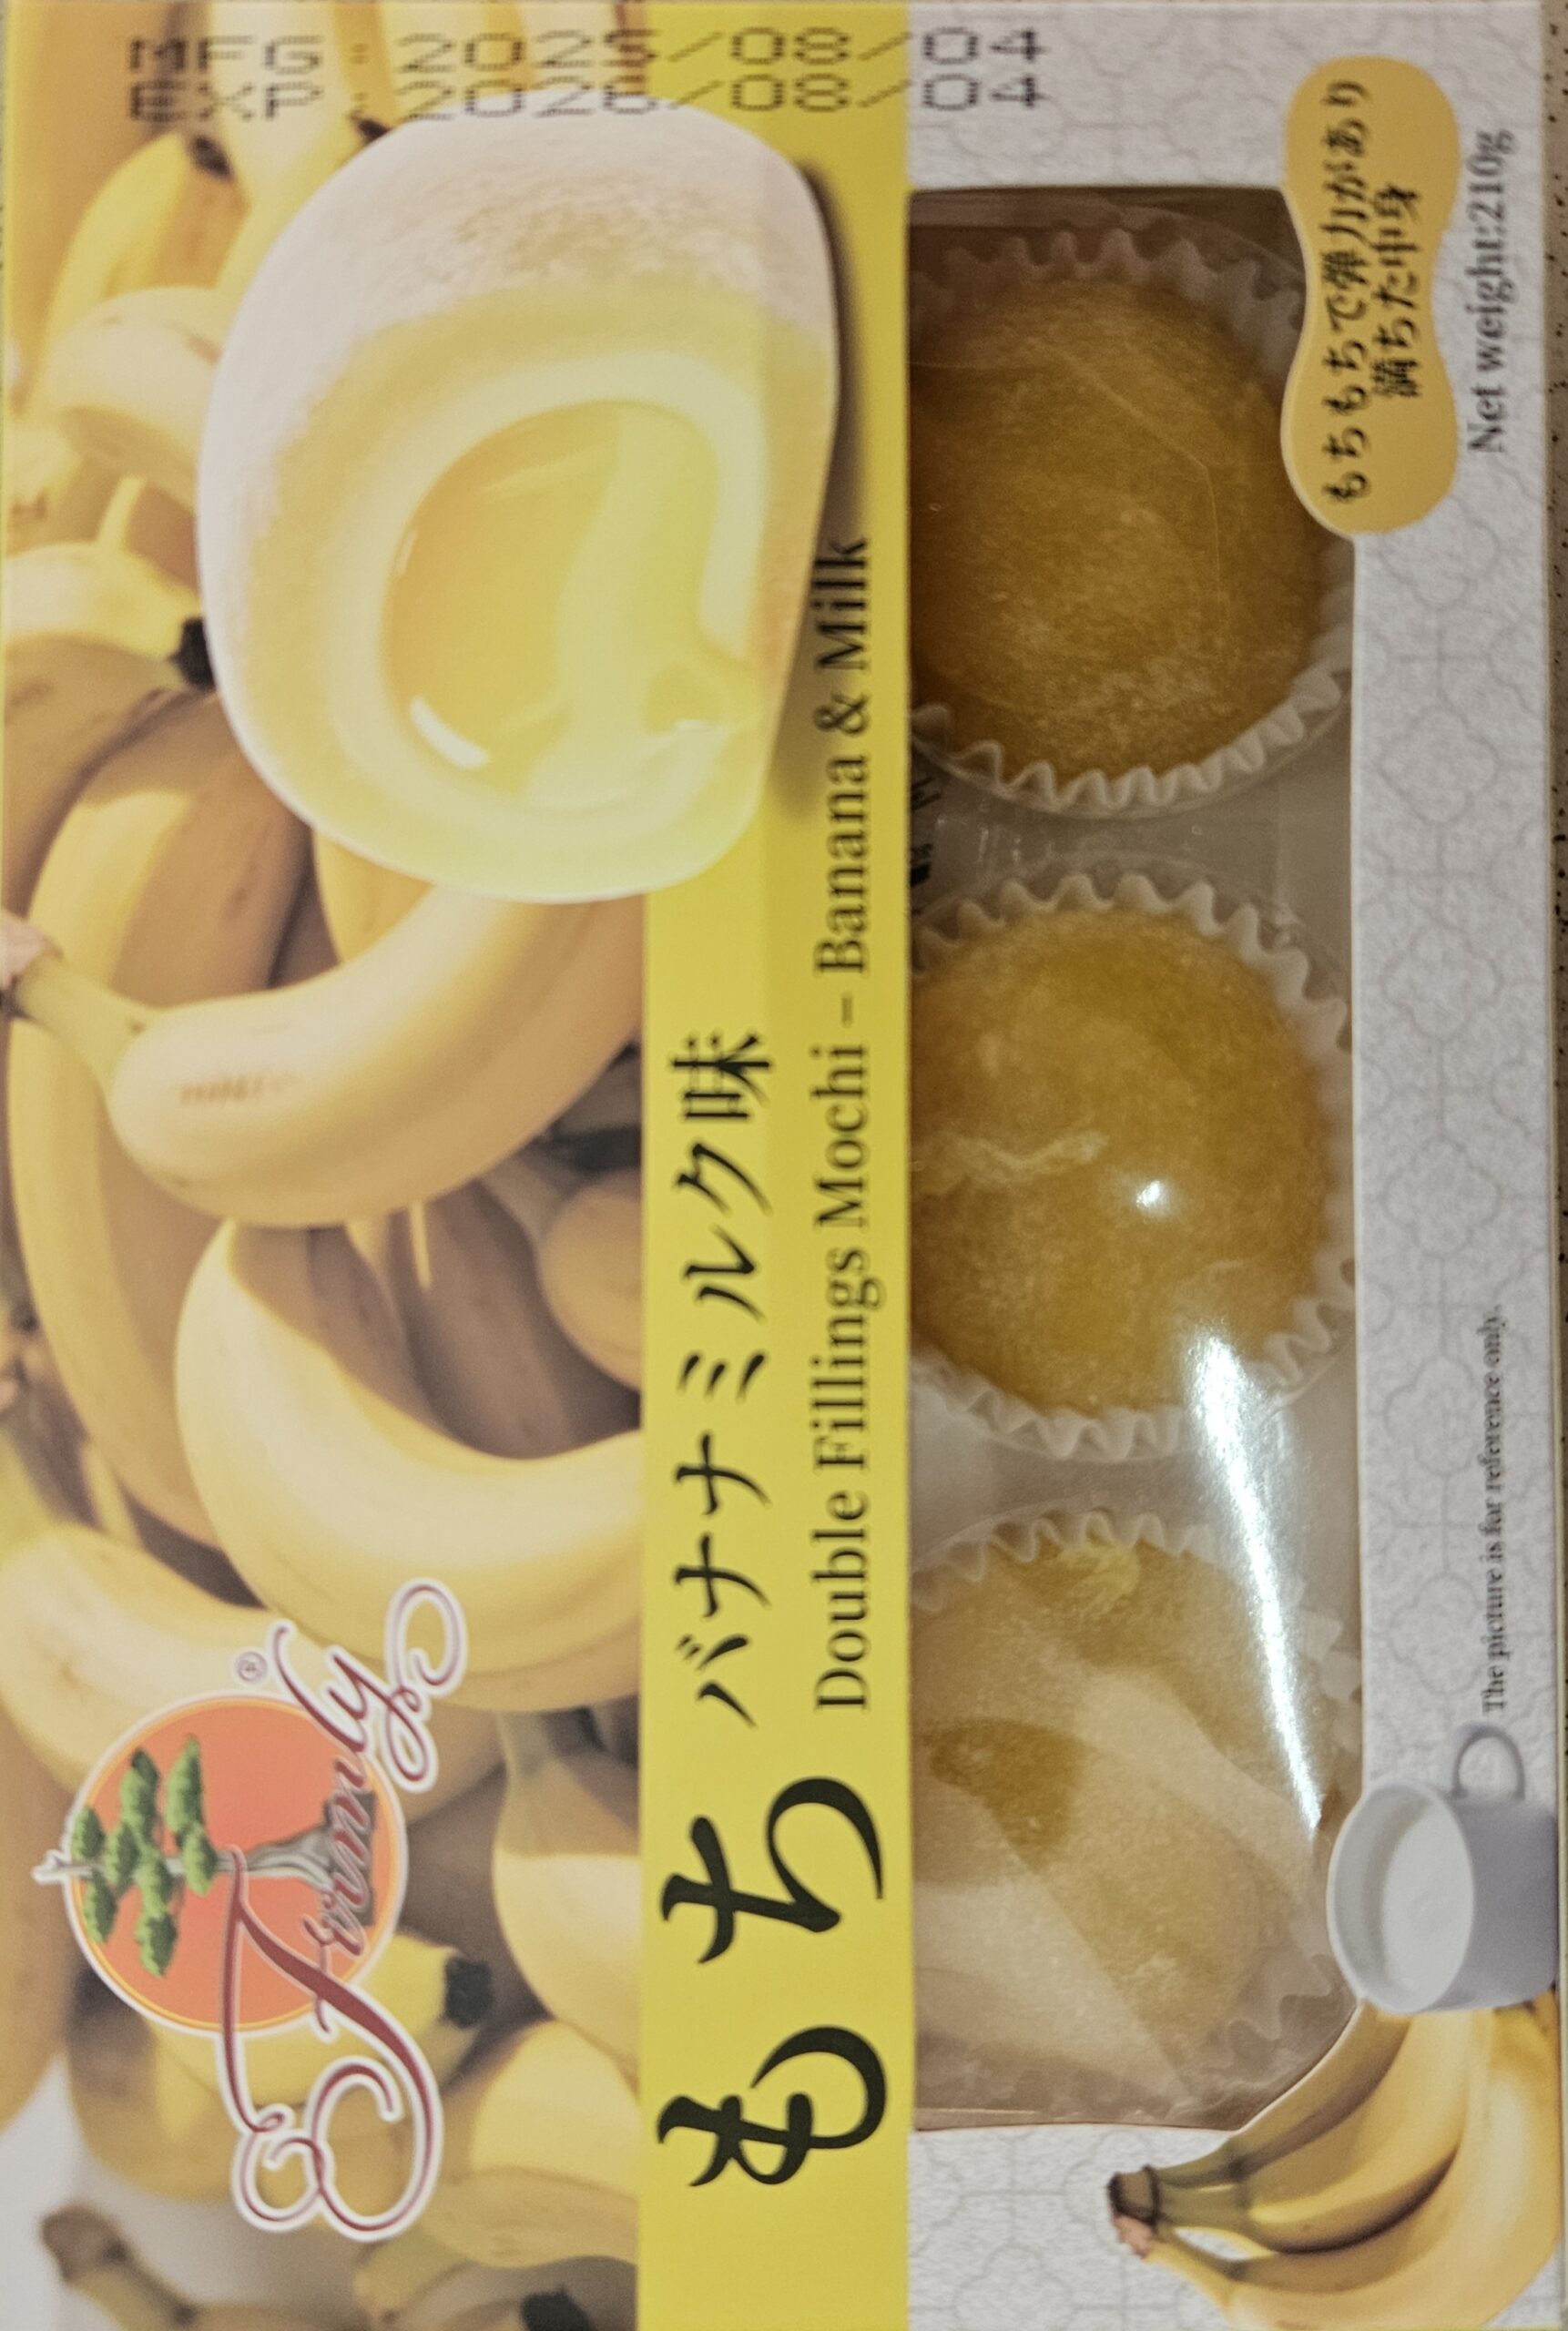 MFG：2025/08/04
EXP：2026/08/04
ETrimly®
もち
バナナミルク味
Double Fillings Mochi – Banana & Milk
もちもちで弾力があり
満ちた中身
Net weight:210g
The picture is for reference only.